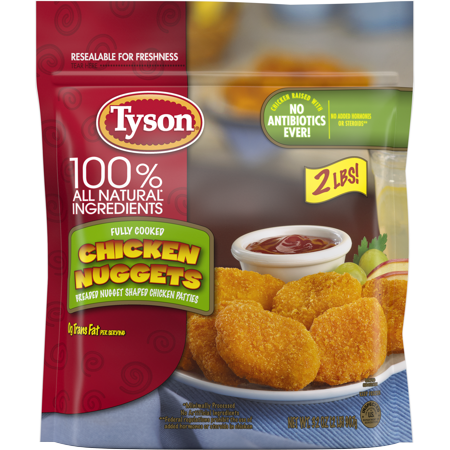 RESEALABLE FOR FRESHNESS
Tyson
100%
ALL NATURAL*
INGREDIENTS
FULLY COOKED
CHICKEN
NUGGETS
BREADED NUGGET SHAPED CHICKEN PATTIES
0g Trans Fat PER SERVING
CHICKEN RAISED WITH
NO
ANTIBIOTICS
EVER!
NO ADDED HORMONES
OR STEROIDS**
2 LBS!